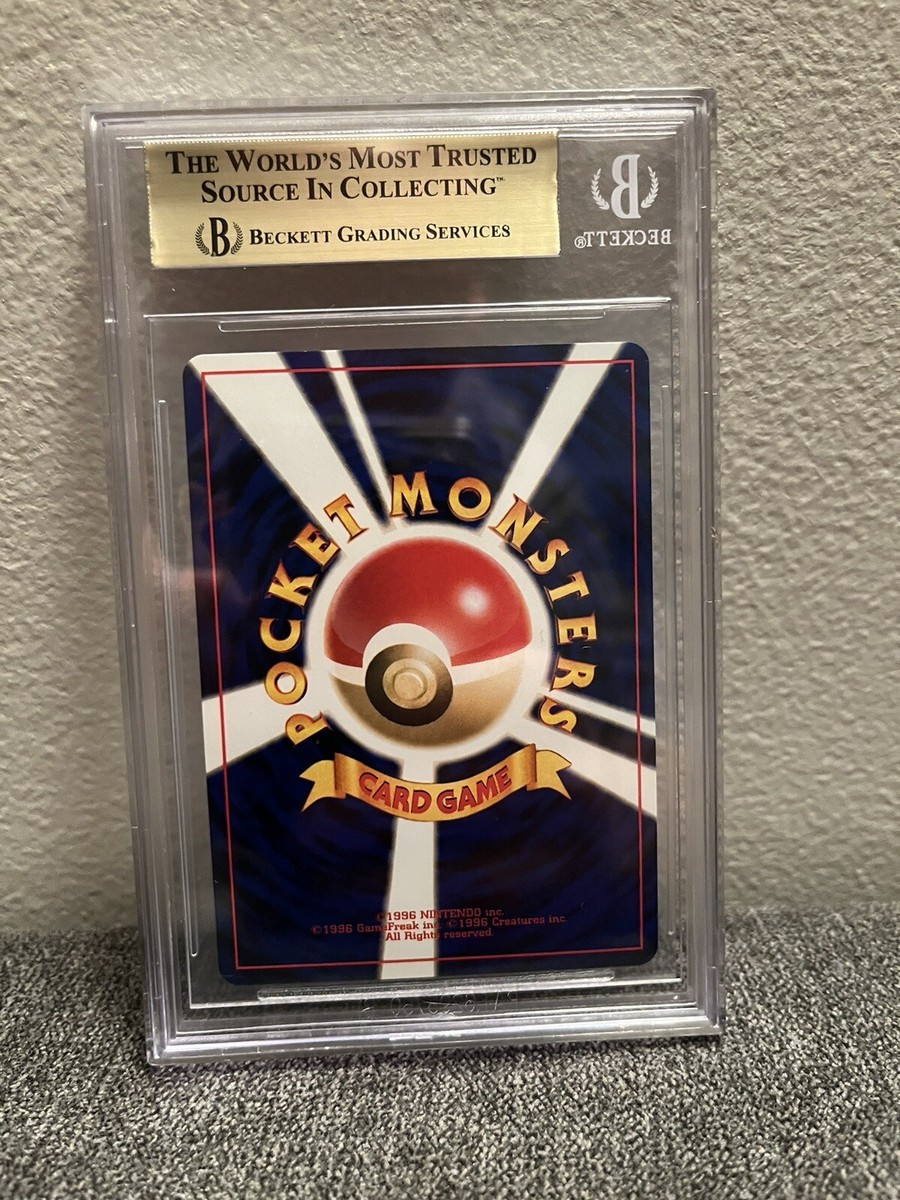 THE WORLD'S MOST TRUSTED
SOURCE IN COLLECTING™
B BECKETT GRADING SERVICES
B
BECKETT®
POCKET MONSTERS
CARD GAME
©1996 NINTENDO inc.
©1996 GameFreak inc. ©1996 Creatures inc.
All Rights reserved.